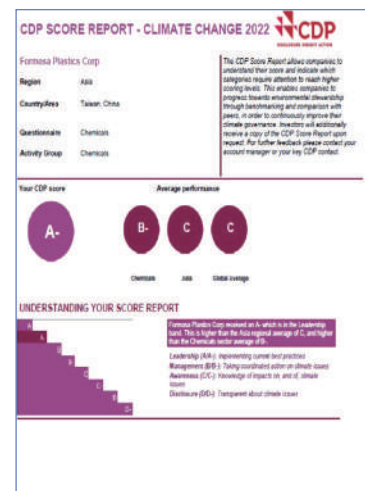 CDP SCORE REPORT - CLIMATE CHANGE 2022
CDP
DISCLOSURE INSIGHT ACTION
Formosa Plastics Corp
Region Asia
Country/Area Taiwan, China
Questionnaire Chemicals
Activity Group Chemicals
The CDP Score Report allows companies to
understand their score and indicate which
categories require attention to reach higher
scoring levels. This enables companies to
progress towards environmental stewardship
through benchmarking and comparison with
peers, in order to continuously improve their
climate governance. Investors will additionally
receive a copy of the CDP Score Report upon
request. For further feedback please contact your
account manager or your key CDP contact.
Your CDP score
Average performance
A-
B-
C
C
Chemicals
Asia
Global Average
UNDERSTANDING YOUR SCORE REPORT
A
A-
B
B-
C
C-
D
D-
Formosa Plastics Corp received an A- which is in the Leadership
band. This is higher than the Asia regional average of C, and higher
than the Chemicals sector average of B-.
Leadership (A/A-): Implementing current best practices
Management (B/B-): Taking coordinated action on climate issues
Awareness (C/C-): Knowledge of impacts on, and of, climate
issues
Disclosure (D/D-): Transparent about climate issues